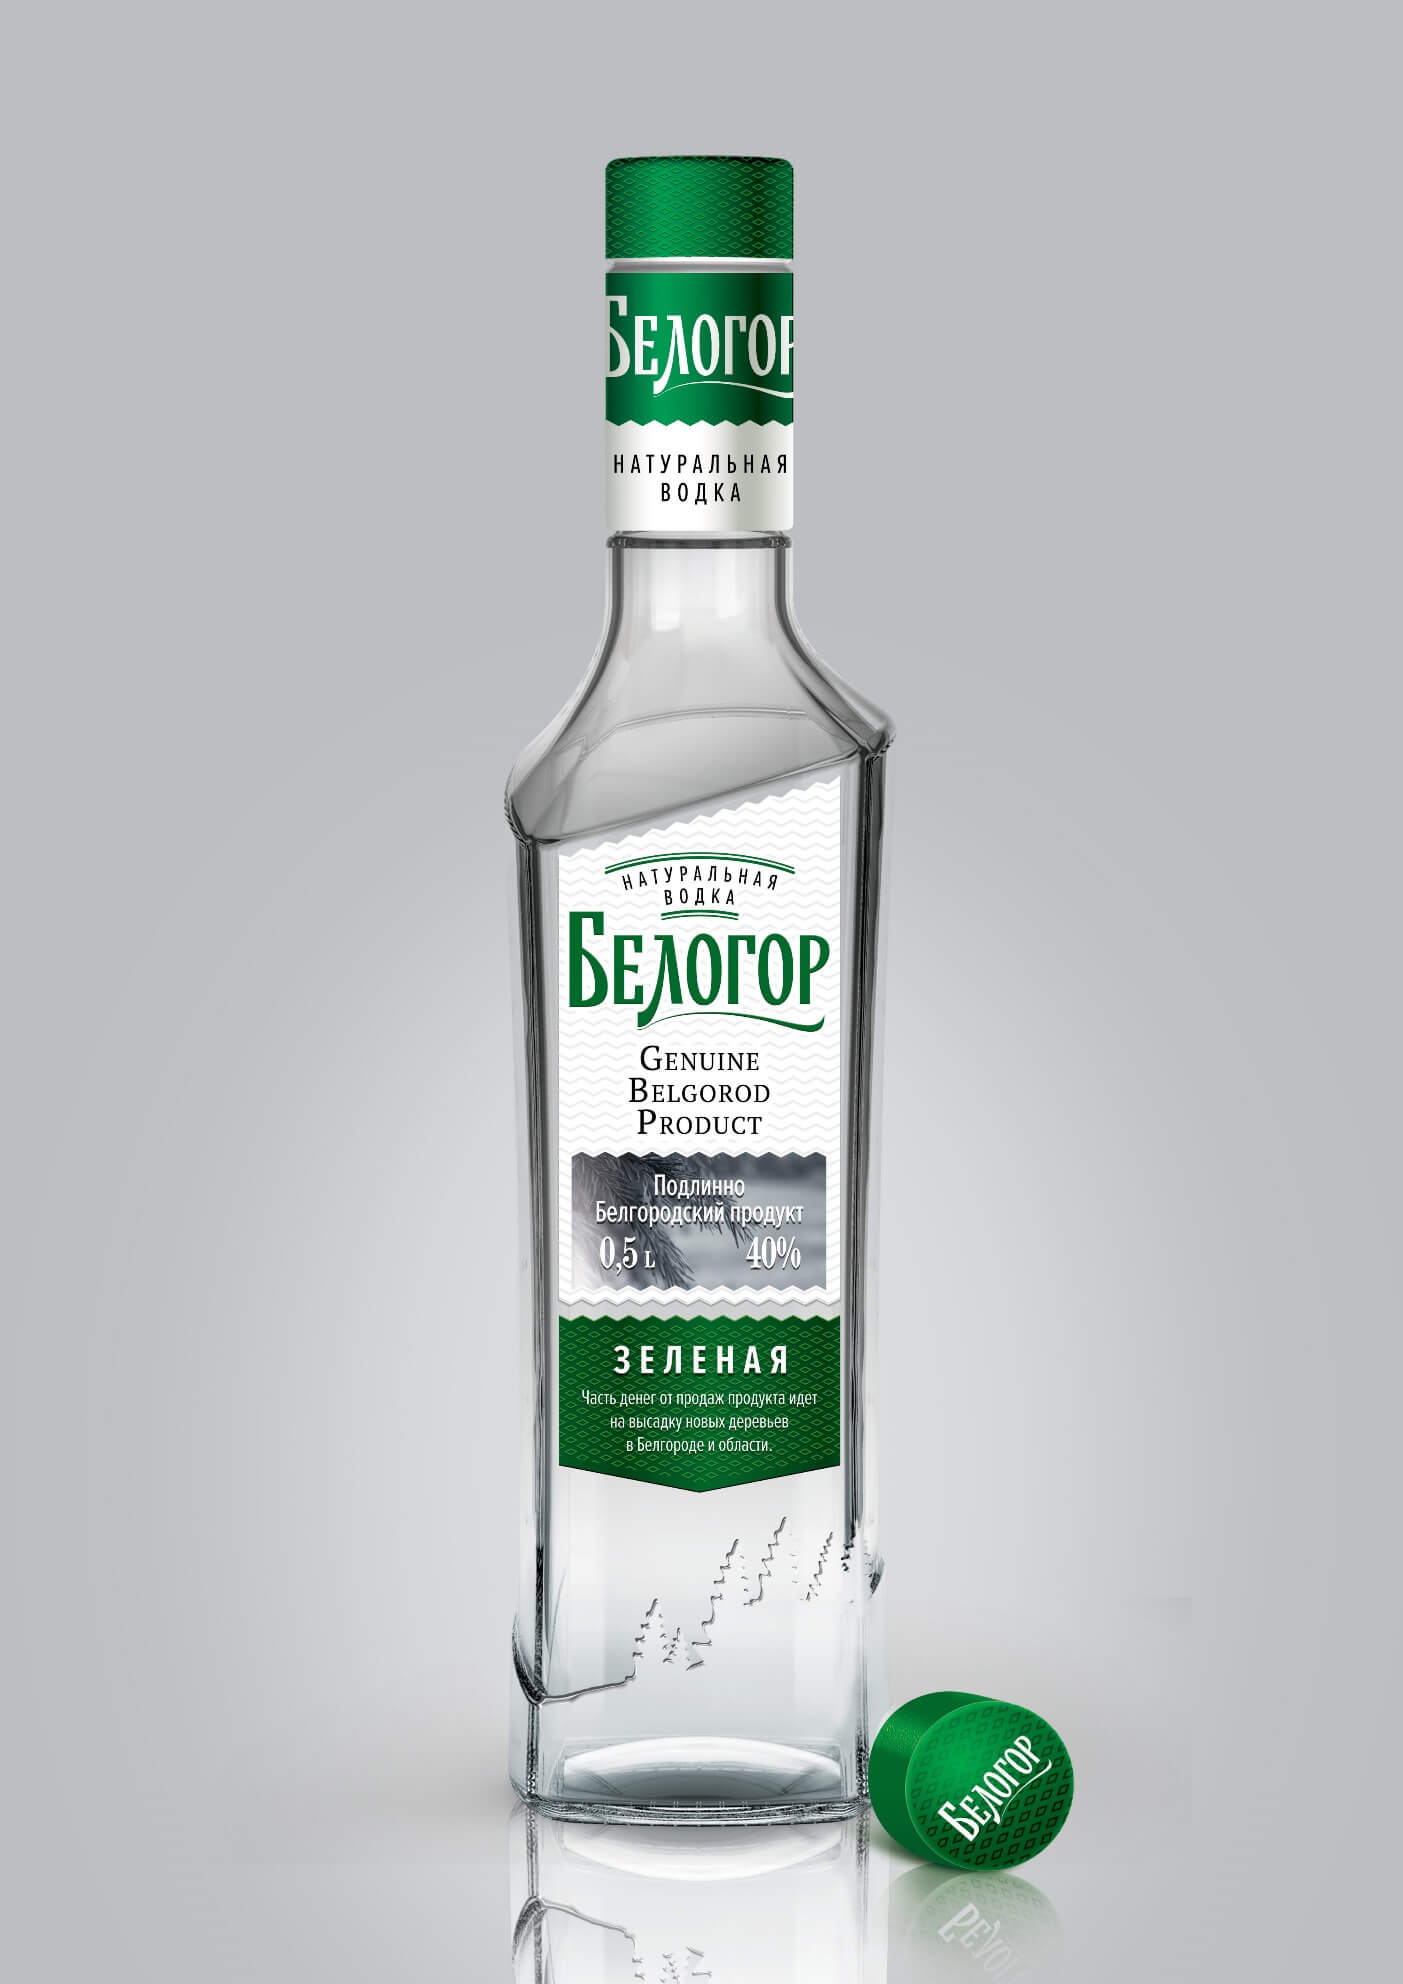 БЕЛОГОР
НАТУРАЛЬНАЯ
ВОДКА
НАТУРАЛЬНАЯ
ВОДКА
БЕЛОГОР
GENUINE
BELGOROD
PRODUCT
Подлинно
Белгородский продукт
0,5 L 40%
ЗЕЛЕНАЯ
Часть денег от продаж продукта идет
на высадку новых деревьев
в Белгороде и области.
БЕЛОГОР